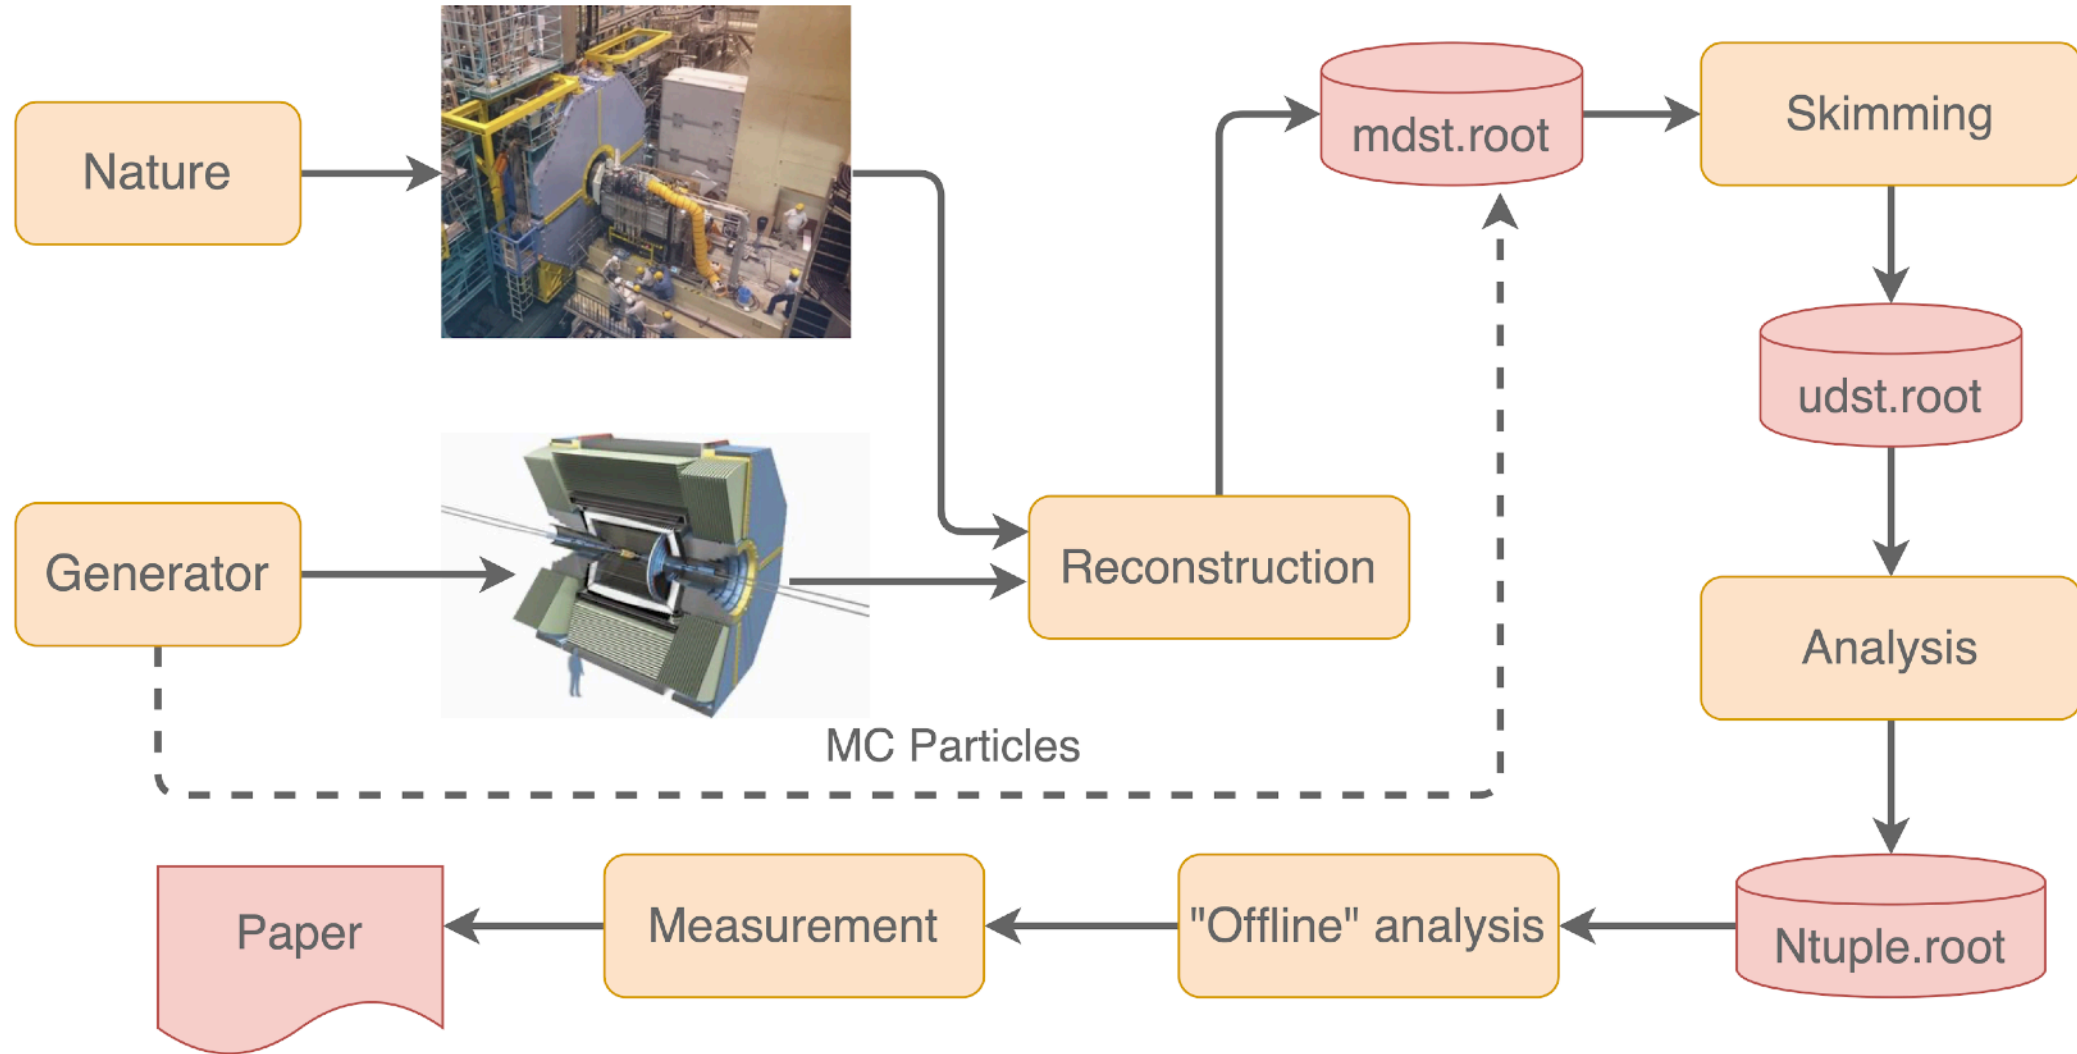 Nature
mdst.root
Skimming
udst.root
Generator
Reconstruction
Analysis
MC Particles
Paper
Measurement
"Offline" analysis
Ntuple.root